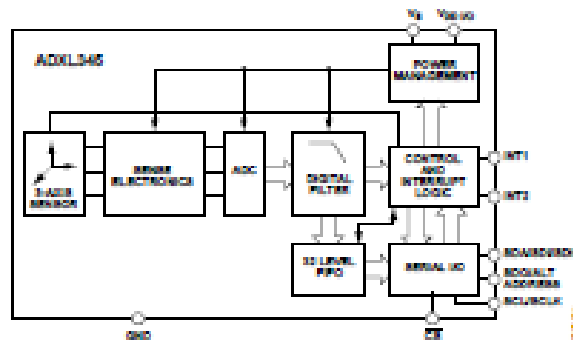 VS
VDD I/O
ADXL345
POWER
MANAGEMENT
3-AXIS
SENSOR
SENSE
ELECTRONICS
ADC
DIGITAL
FILTER
CONTROL
AND
INTERRUPT
LOGIC
INT1
INT2
32 LEVEL
FIFO
SERIAL I/O
SDA/SDI/SDIO
SDO/ALT
ADDRESS
SCL/SCLK
GND
CS